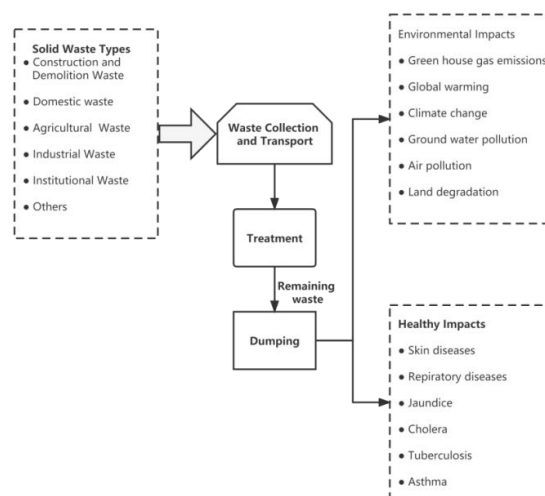 Solid Waste Types
● Construction and
Demolition Waste
● Domestic waste
● Agricultural Waste
● Industrial Waste
● Institutional Waste
● Others
Waste Collection
and Transport
Treatment
Remaining
waste
Dumping
Environmental Impacts
● Green house gas emissions
● Global warming
● Climate change
● Ground water pollution
● Air pollution
● Land degradation
Healthy Impacts
● Skin diseases
● Repiratory diseases
● Jaundice
● Cholera
● Tuberculosis
● Asthma